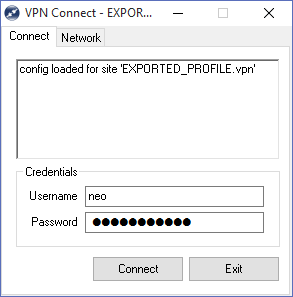 VPN Connect - EXPOR...
Connect Network
config loaded for site 'EXPORTED_PROFILE.vpn'
Credentials
Username neo
Password ●●●●●●●●●●●
Connect Exit